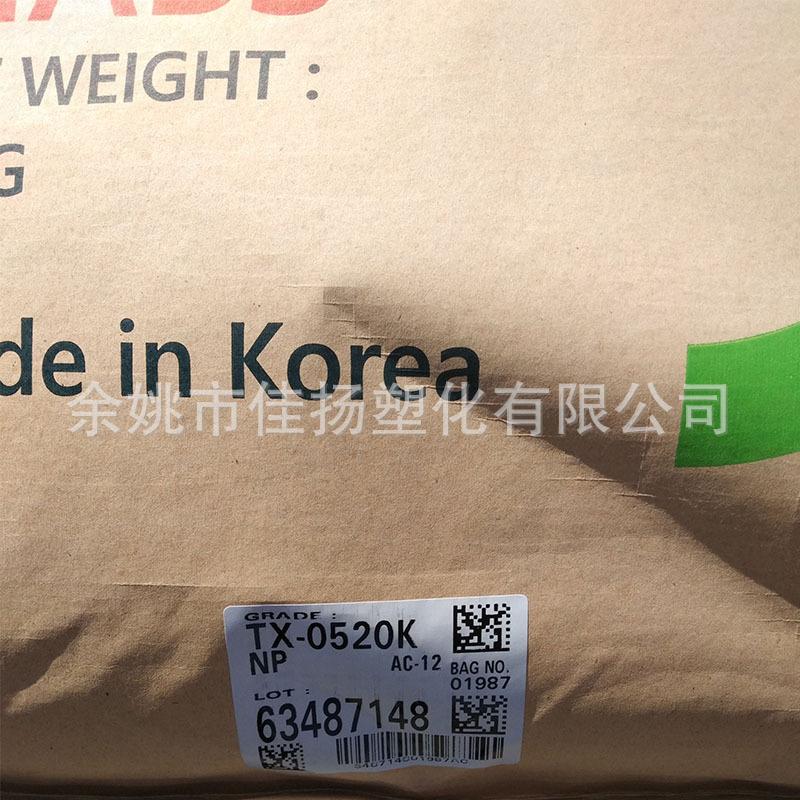 WEIGHT :
G
de in Korea
余姚市佳扬塑化有限公司
GRADE :
TX-0520K
NP
AC-12
BAG NO.
01987
LOT :
63487148